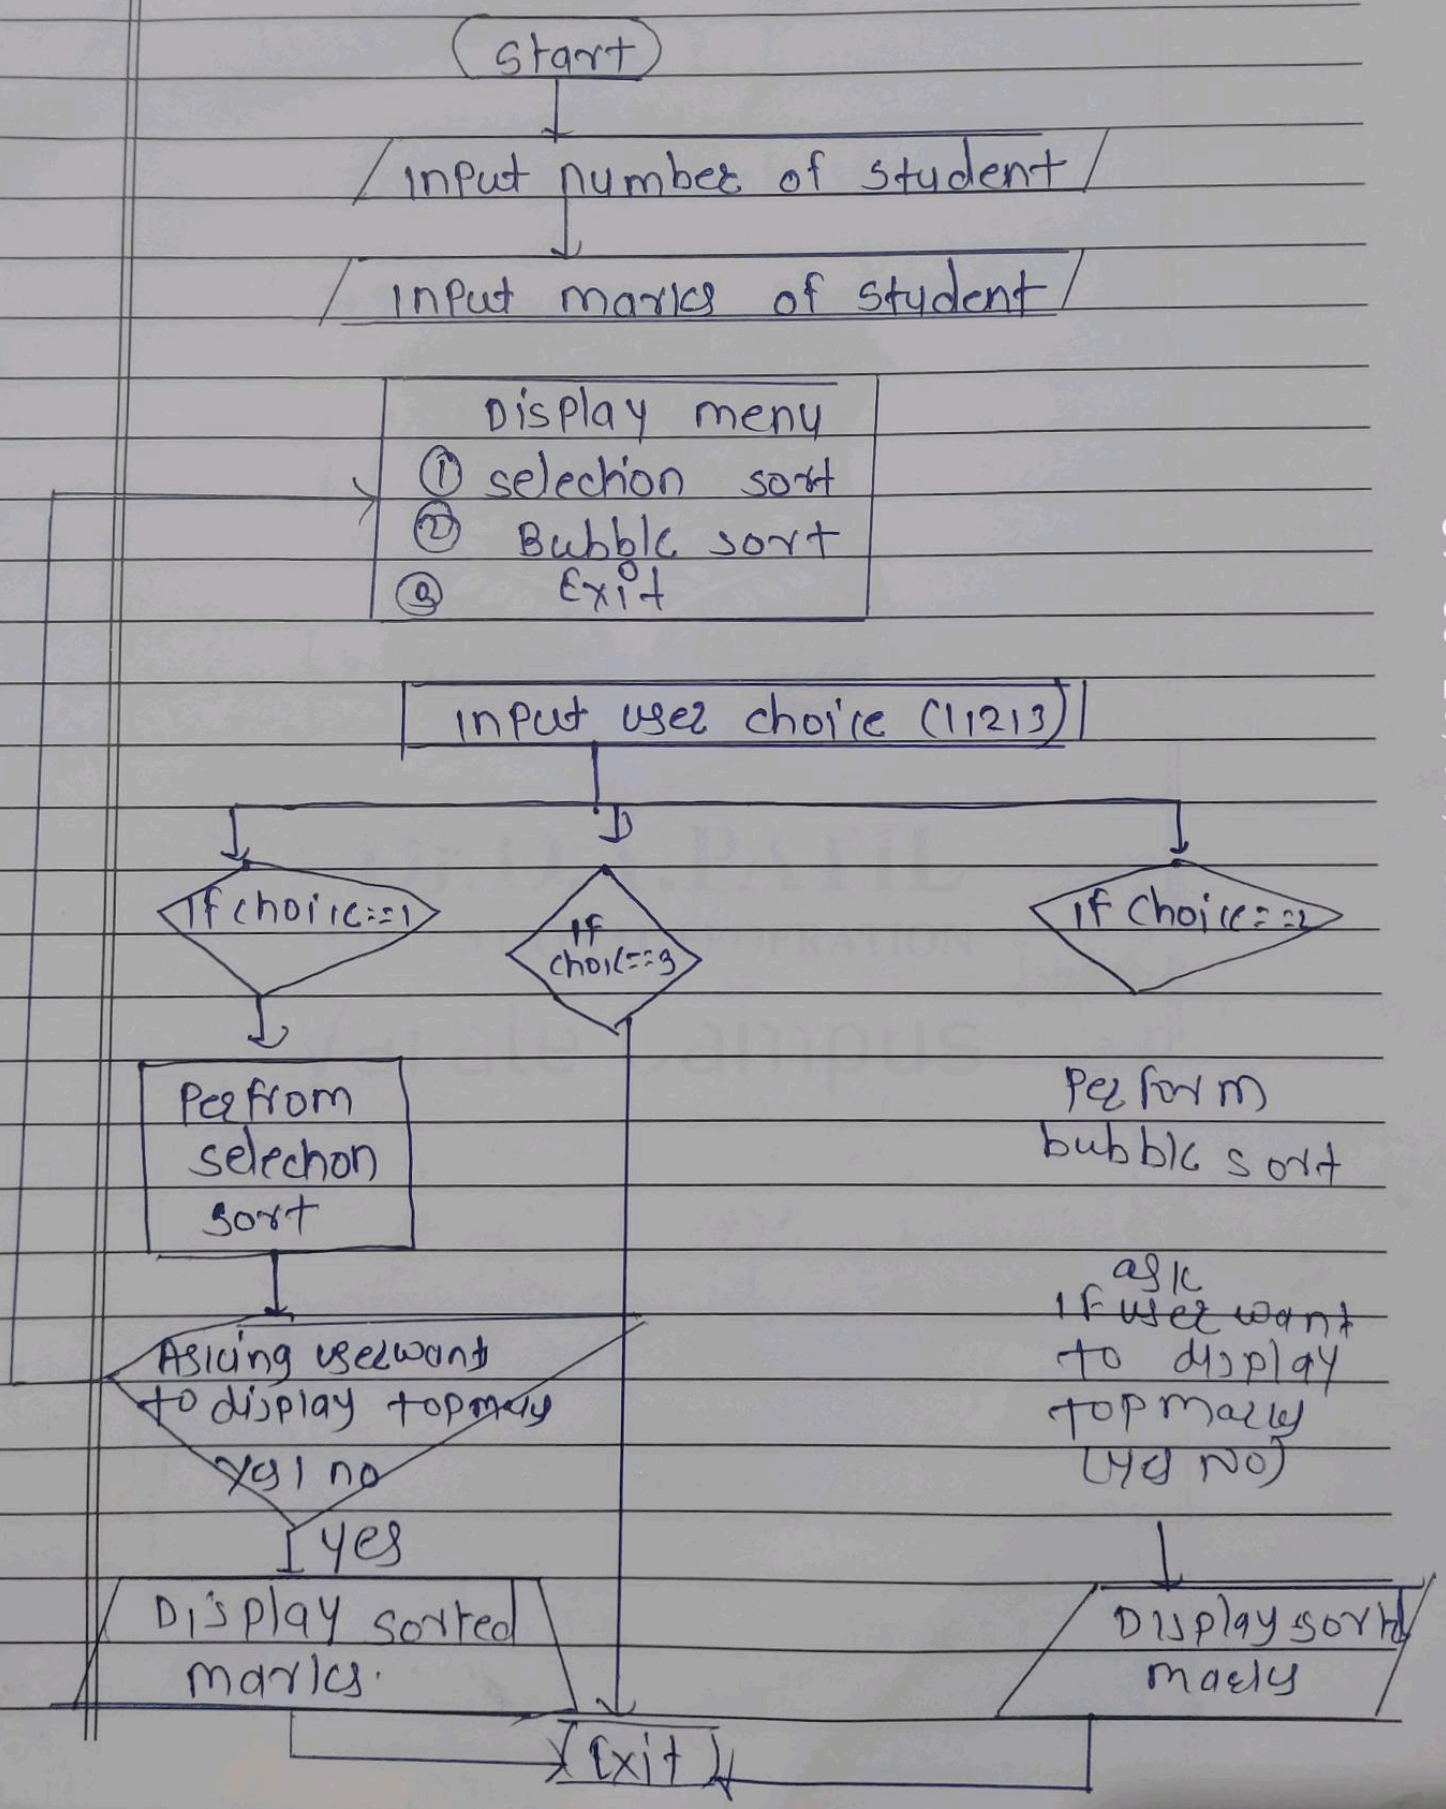 Start
Input number of student
Input marks of student
Display menu
① selection sort
② Bubble sort
③ Exit
Input user choice (1,2,3)
If choice==1
If
choic==3
if choice==2
Perfrom
selection
sort
Perform
bubble sort
Asking user want
to display top marks
Yes / no
ask
If user want
to display
top marks
(yes NO)
yes
Display sorted
marks.
Display sorted
marks
Exit